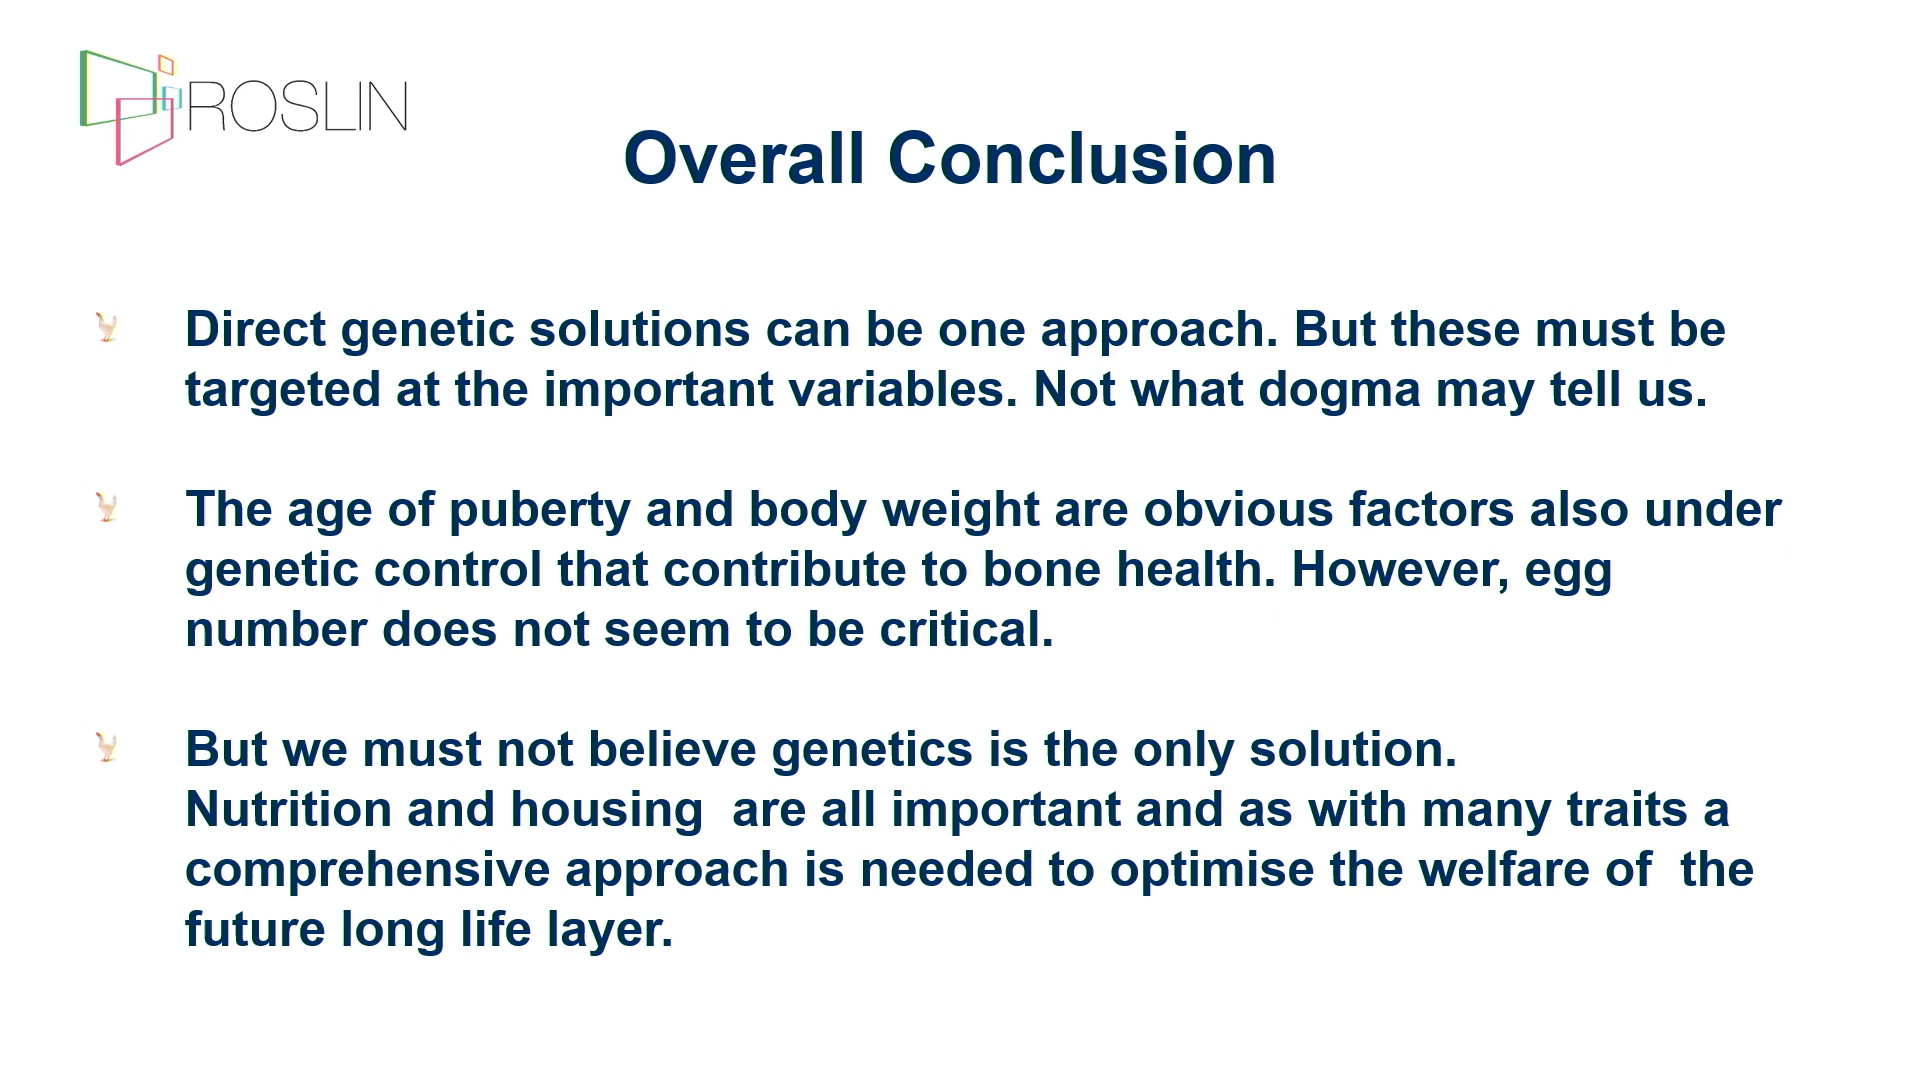 ROSLIN
Overall Conclusion
Direct genetic solutions can be one approach. But these must be
targeted at the important variables. Not what dogma may tell us.
The age of puberty and body weight are obvious factors also under
genetic control that contribute to bone health. However, egg
number does not seem to be critical.
But we must not believe genetics is the only solution.
Nutrition and housing  are all important and as with many traits a
comprehensive approach is needed to optimise the welfare of  the
future long life layer.